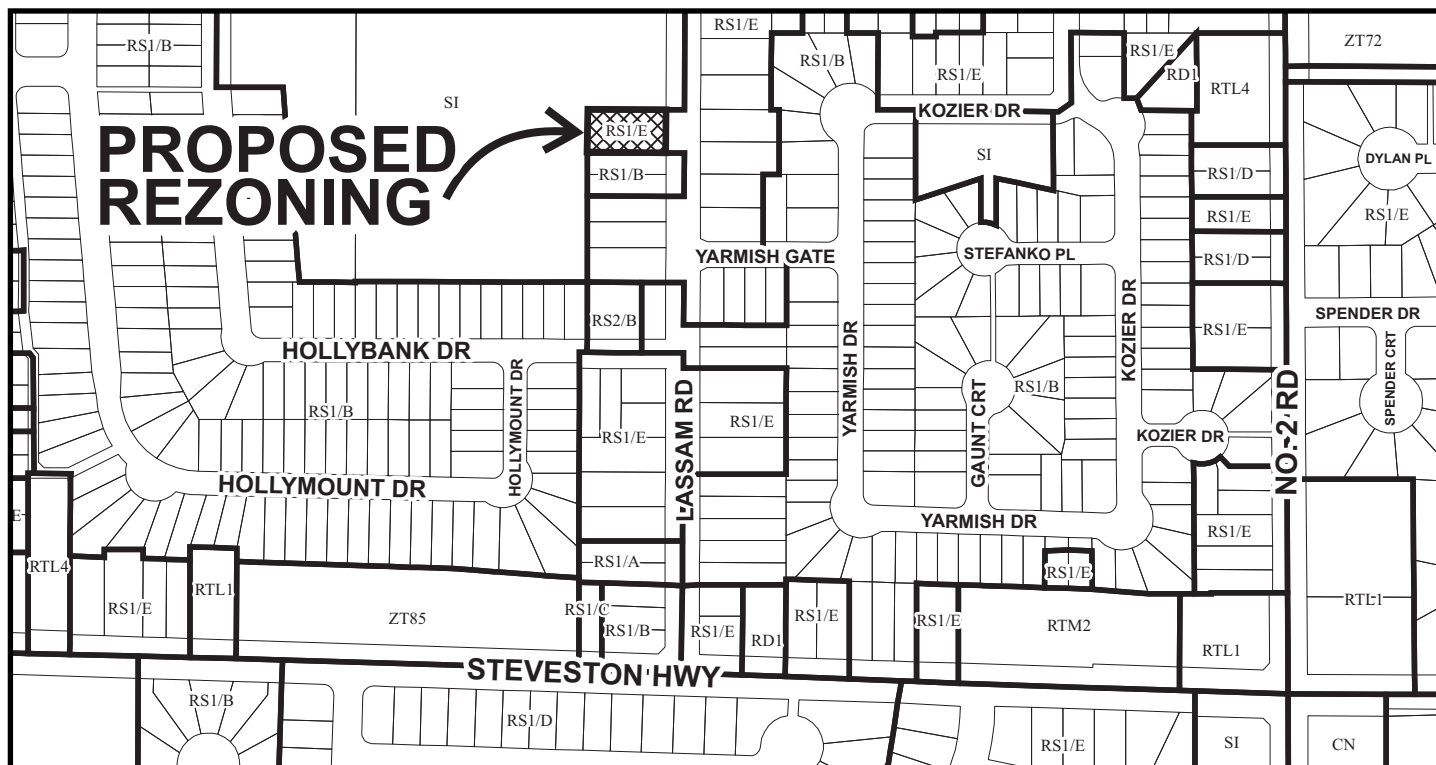 RS1/B
SI
RS1/E
RS1/B
RS1/E
RS1/E
RD1
RTL4
ZT72
PROPOSED
REZONING
RS1/E
RS1/B
KOZIER DR
SI
RS1/D
RS1/E
RS1/D
RS1/E
DYLAN PL
RS1/E
YARMISH GATE
STEFANKO PL
SPENDER DR
SPENDER CRT
RS2/B
HOLLYBANK DR
HOLLYMOUNT DR
RS1/B
RS1/E
LASSAM RD
RS1/E
YARMISH DR
GAUNT CRT
RS1/B
KOZIER DR
KOZIER DR
NO. 2 RD
HOLLYMOUNT DR
YARMISH DR
RS1/E
E
RTL4
RS1/E
RTL1
ZT85
RS1/A
RS1/C
RS1/B
RS1/E
RD1
RS1/E
RS1/E
RS1/E
RTM2
RTL1
RTL1
STEVESTON HWY
RS1/B
RS1/D
RS1/E
SI
CN